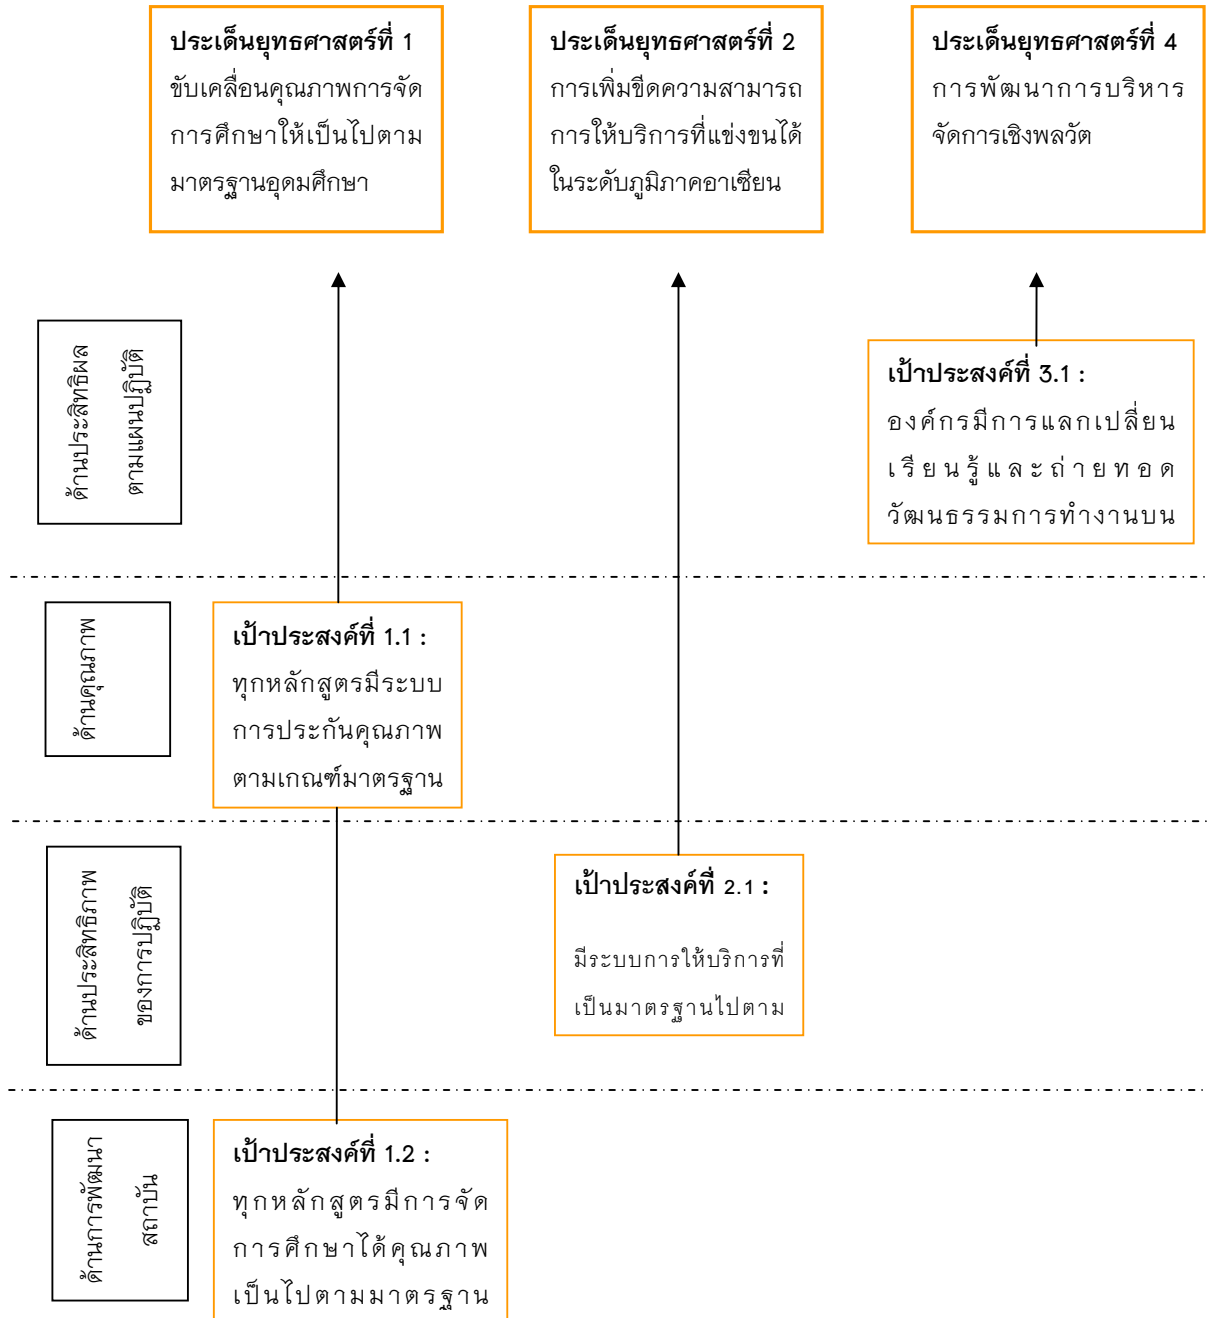 ประเด็นยุทธศาสตร์ที่ 1
ขับเคลื่อนคุณภาพการจัด
การศึกษาให้เป็นไปตาม
มาตรฐานอุดมศึกษา
ประเด็นยุทธศาสตร์ที่ 2
การเพิ่มขีดความสามารถ
การให้บริการที่แข่งขนได้
ในระดับภูมิภาคอาเซียน
ประเด็นยุทธศาสตร์ที่ 4
การพัฒนาการบริหาร
จัดการเชิงพลวัต
ด้านประสิทธิผล
ตามแผนปฏิบัติ
เป้าประสงค์ที่ 3.1 :
องค์กรมีการแลกเปลี่ยน
เรียนรู้และถ่ายทอด
วัฒนธรรมการทำงานบน
ด้านคุณภาพ
เป้าประสงค์ที่ 1.1 :
ทุกหลักสูตรมีระบบ
การประกันคุณภาพ
ตามเกณฑ์มาตรฐาน
ด้านประสิทธิภาพ
ของการปฏิบัติ
เป้าประสงค์ที่ 2.1 :
มีระบบการให้บริการที่
เป็นมาตรฐานไปตาม
ด้านการพัฒนา
สถาบัน
เป้าประสงค์ที่ 1.2 :
ทุกหลักสูตรมีการจัด
การศึกษาได้คุณภาพ
เป็นไปตามมาตรฐาน